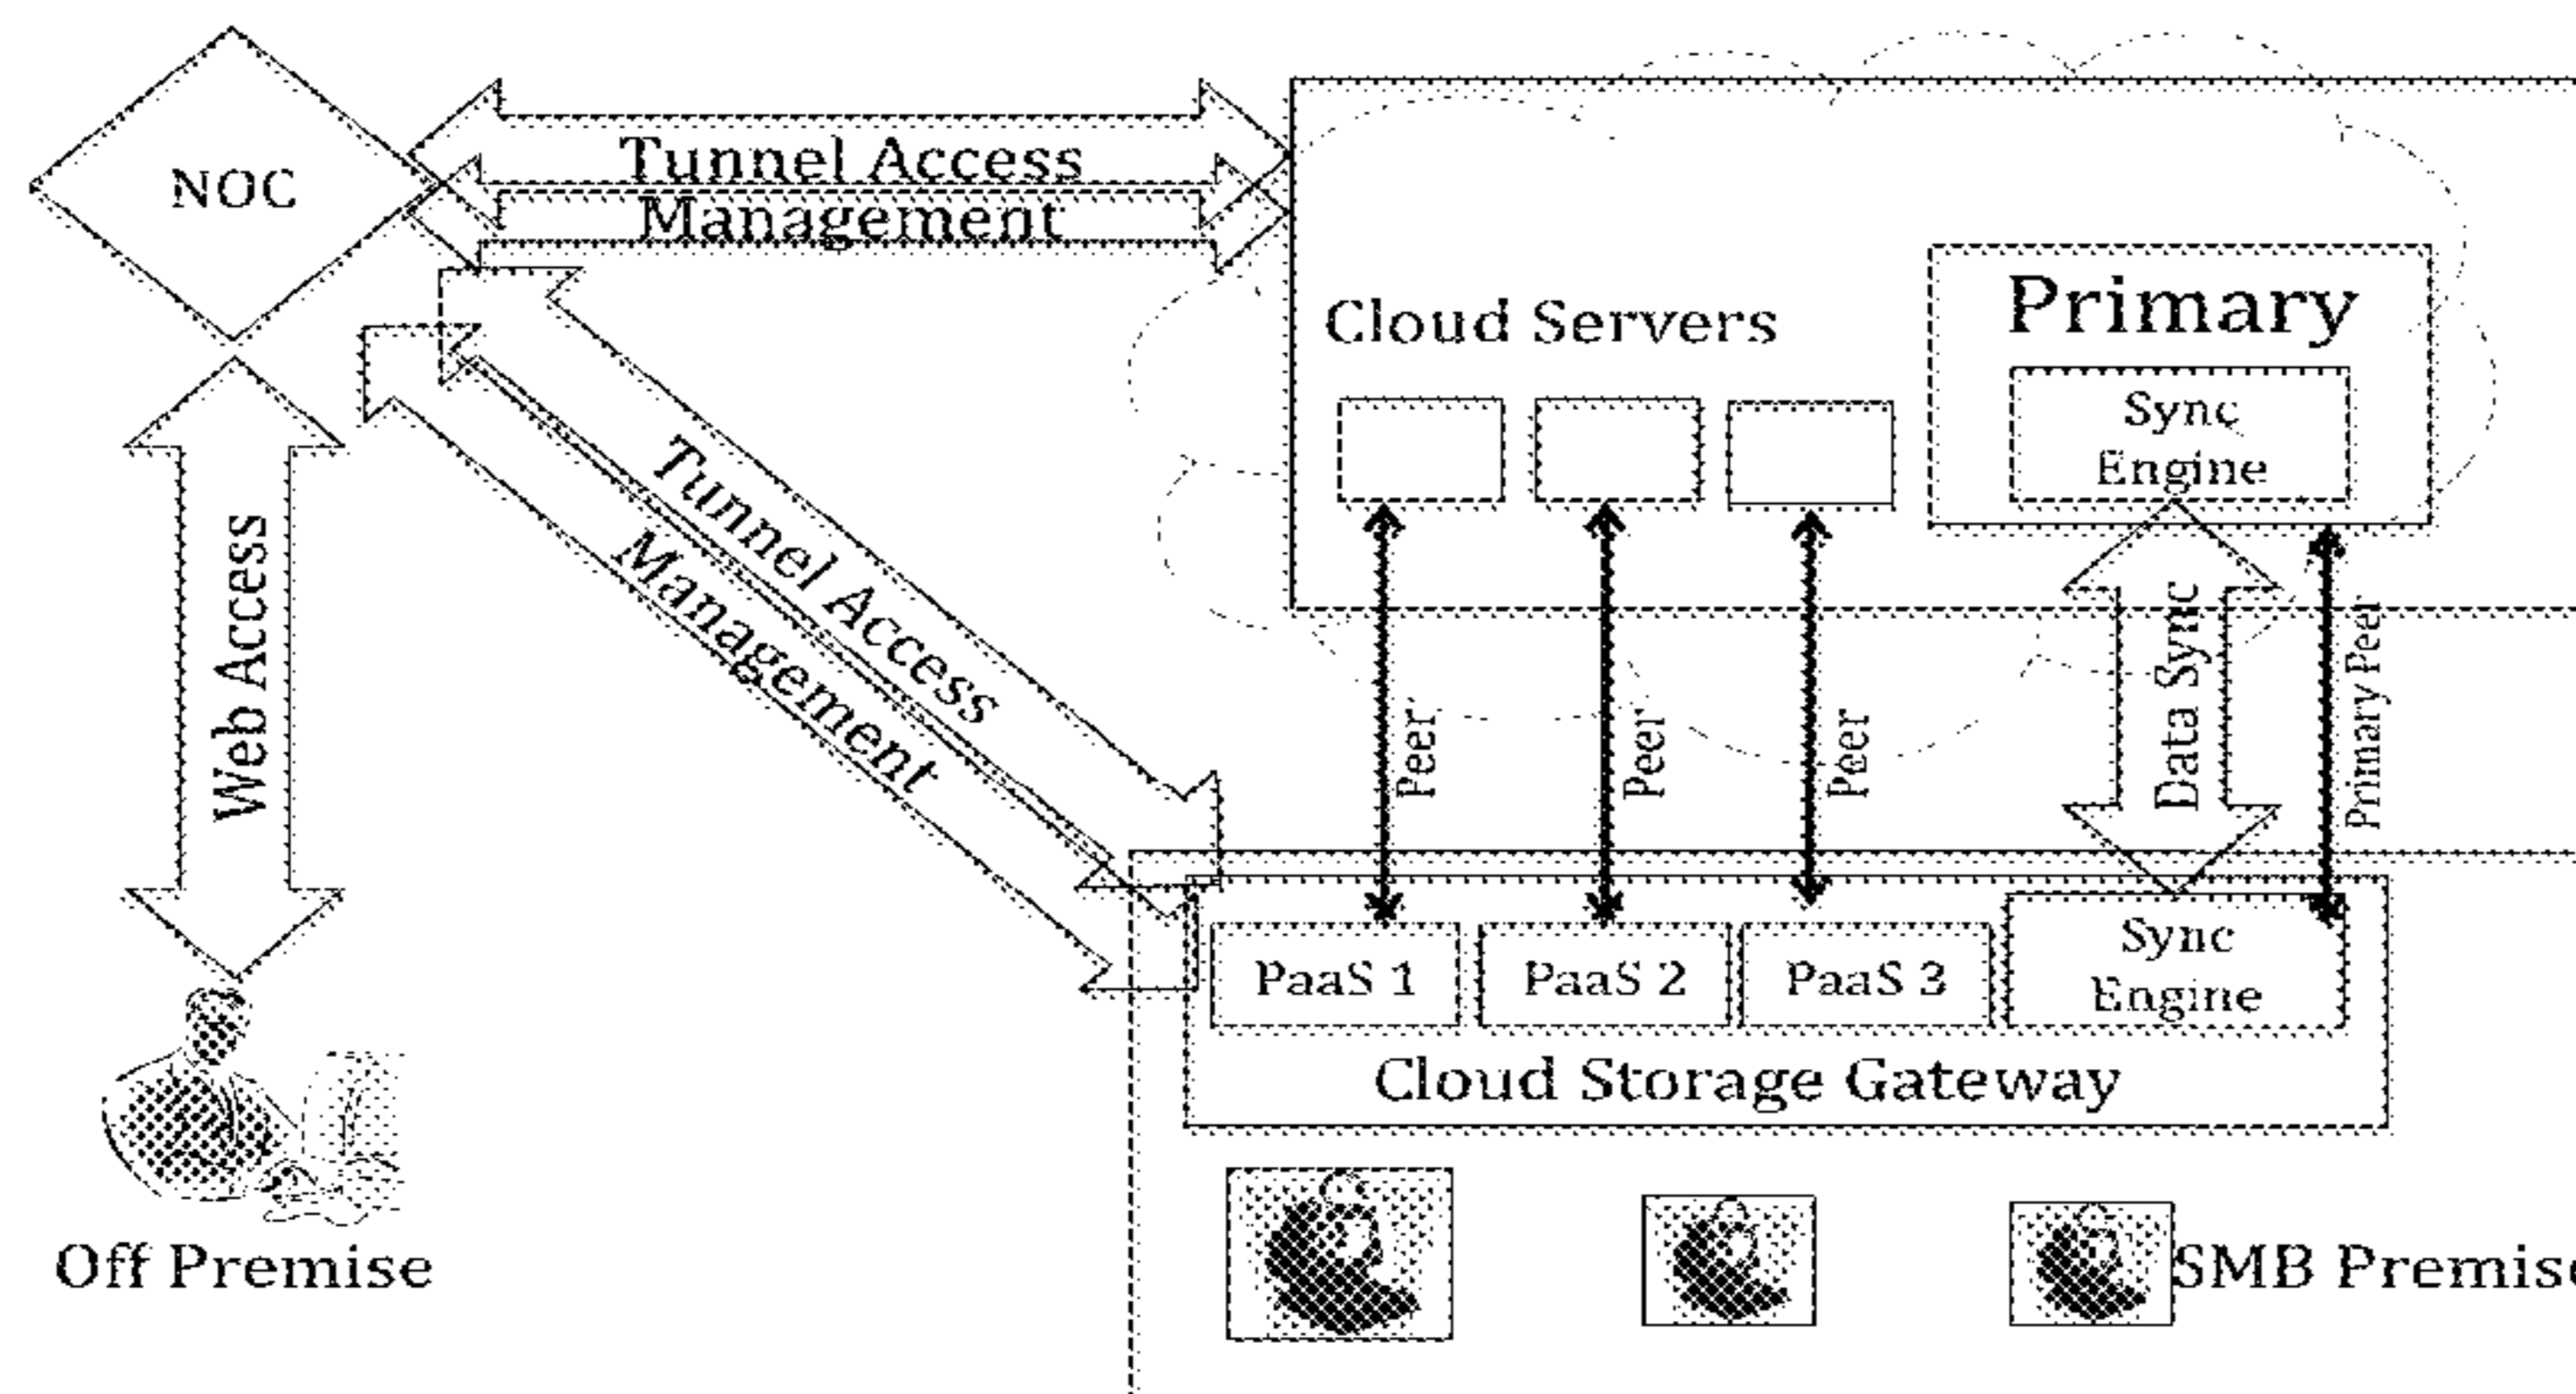 NOC
Tunnel Access
Management
Cloud Servers
Primary
Sync
Engine
Web Access
Tunnel Access
Management
Peer
Peer
Peer
Data Sync
Primary Peer
PaaS 1
PaaS 2
PaaS 3
Sync
Engine
Cloud Storage Gateway
Off Premise
SMB Premise